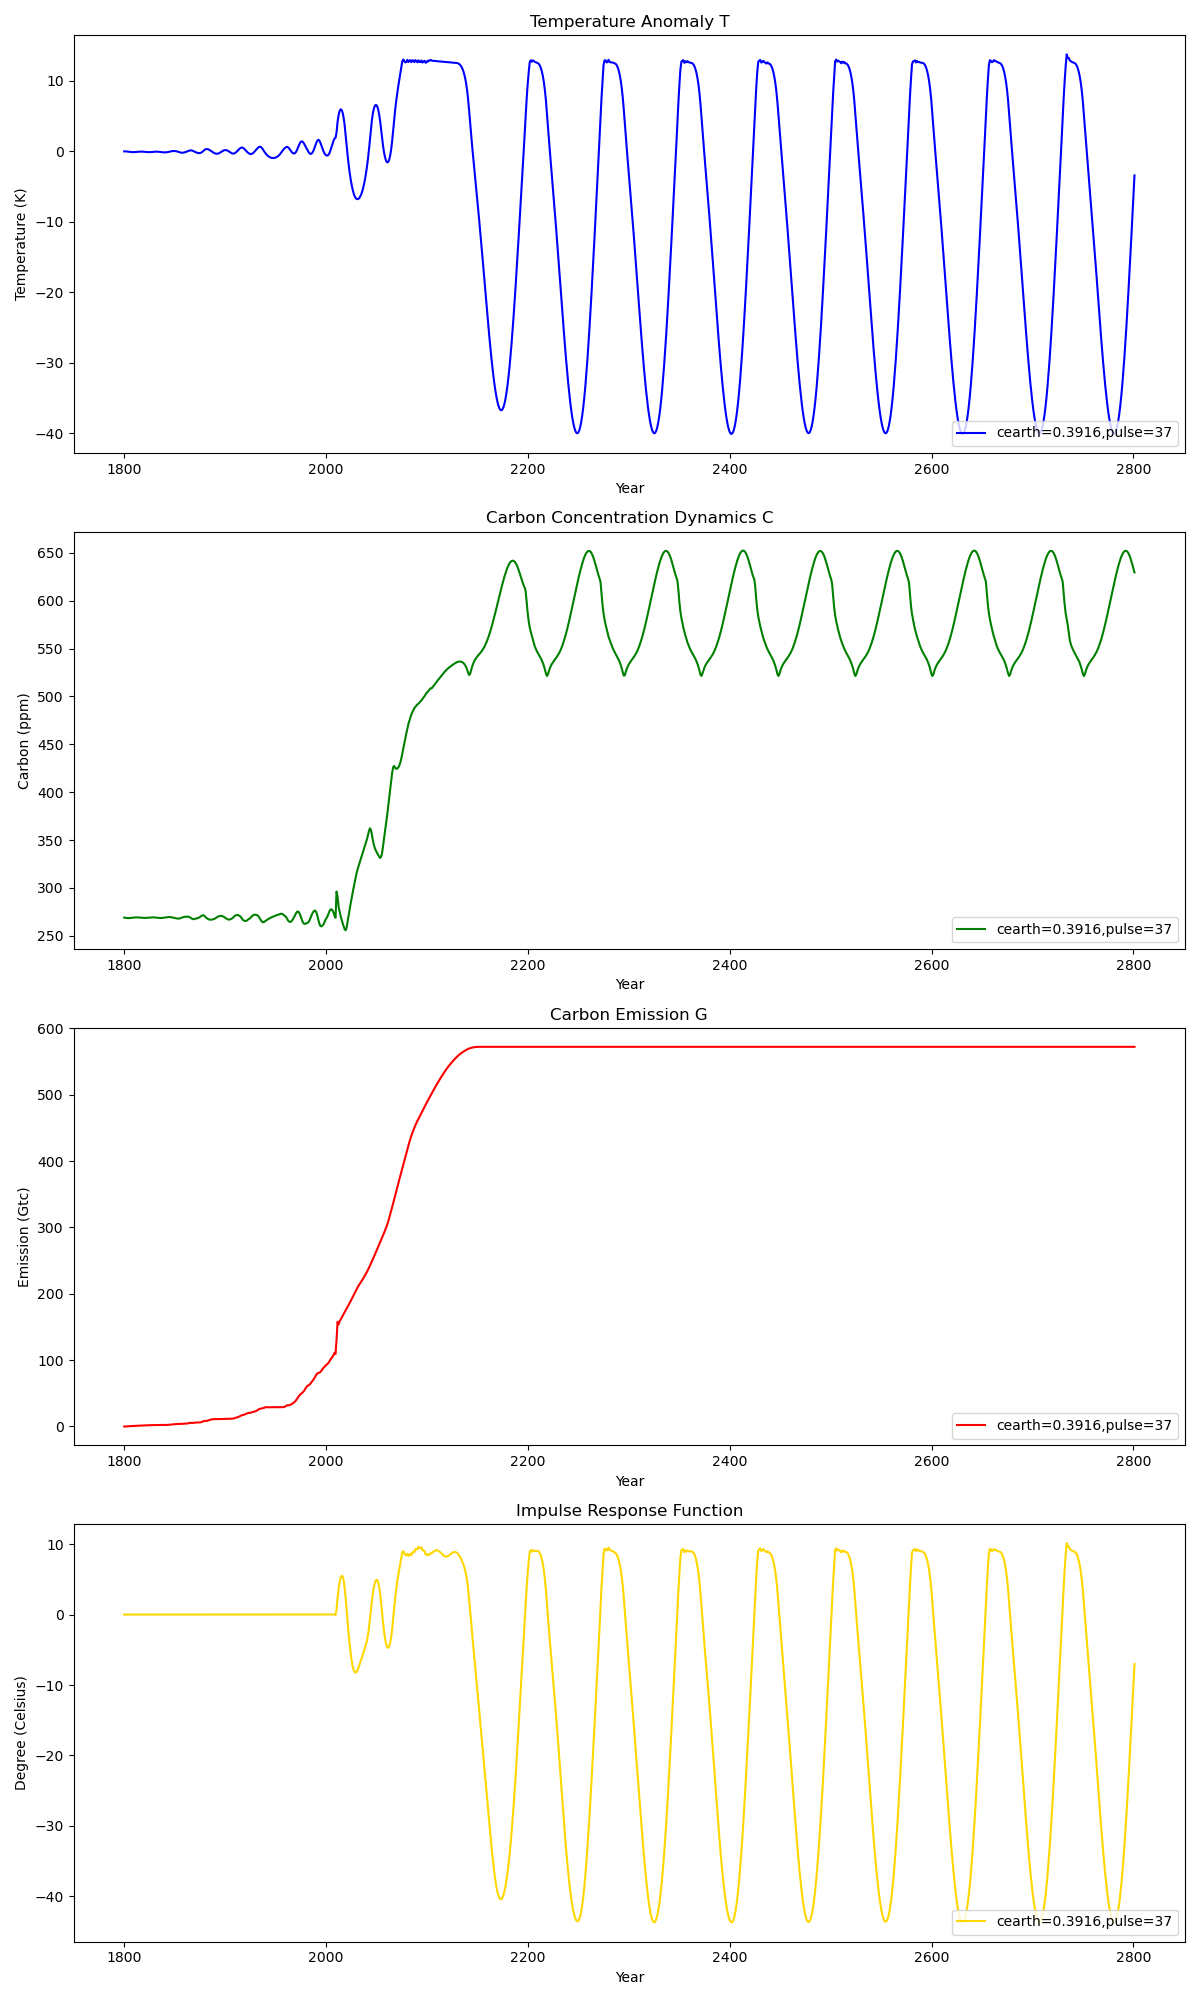 Temperature Anomaly T
Temperature (K)
10
0
−10
−20
−30
−40
cearth=0.3916,pulse=37
1800 2000 2200 2400 2600 2800
Year
Carbon Concentration Dynamics C
Carbon (ppm)
650
600
550
500
450
400
350
300
250
cearth=0.3916,pulse=37
1800 2000 2200 2400 2600 2800
Year
Carbon Emission G
Emission (Gtc)
600
500
400
300
200
100
0
cearth=0.3916,pulse=37
1800 2000 2200 2400 2600 2800
Year
Impulse Response Function
Degree (Celsius)
10
0
−10
−20
−30
−40
cearth=0.3916,pulse=37
1800 2000 2200 2400 2600 2800
Year